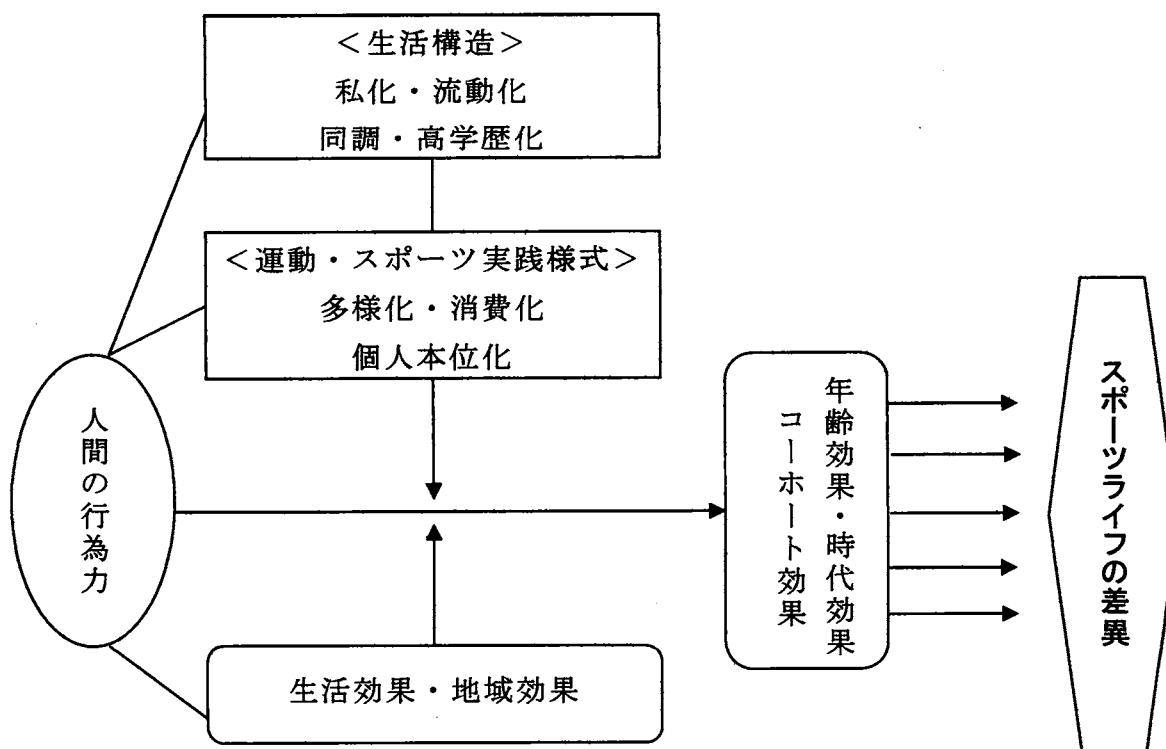 ＜生活構造＞
私化・流動化
同調・高学歴化
＜運動・スポーツ実践様式＞
多様化・消費化
個人本位化
人間の行為力
生活効果・地域効果
年齢効果・時代効果
コーホート効果
スポーツライフの差異